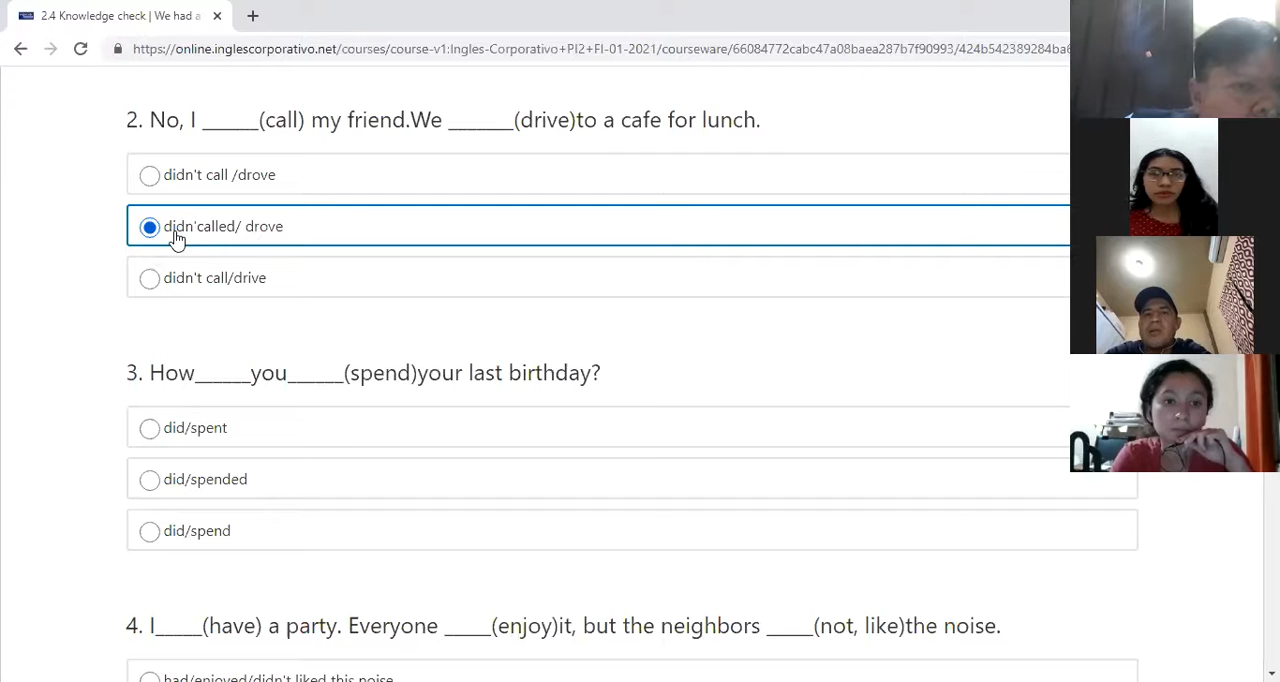 2.4 Knowledge check | We had a
https://online.inglescorporativo.net/courses/course-v1:Ingles-Corporativo+PI2+FI-01-2021/courseware/66084772cabc47a08baea287b7f90993/424b542389284ba6
2. No, I ______(call) my friend.We _______(drive)to a cafe for lunch.
didn't call /drove
didn'called/ drove
didn't call/drive
3. How______you______(spend)your last birthday?
did/spent
did/spended
did/spend
4. I_____(have) a party. Everyone _____(enjoy)it, but the neighbors _____(not, like)the noise.
had/enjoyed/didn't liked this noise